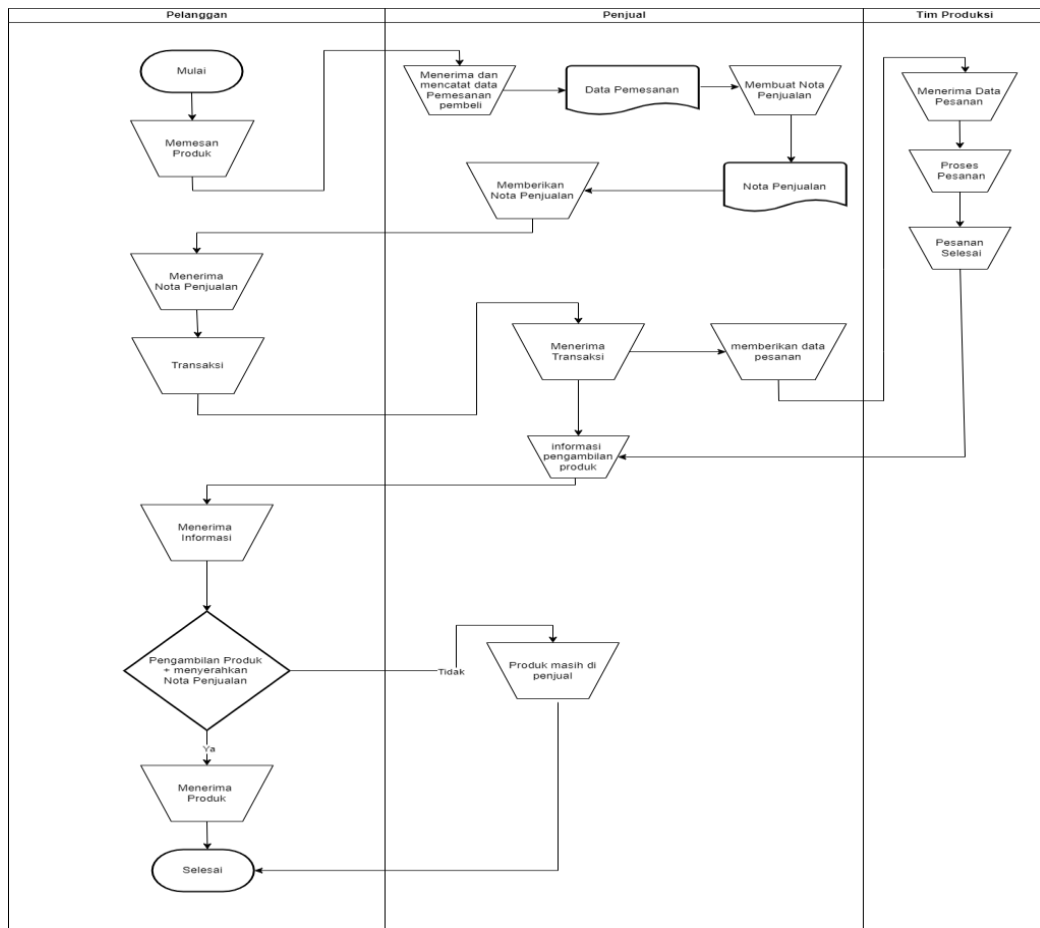 Pelanggan
Penjual
Tim Produksi
Mulai
Memesan
Produk
Menerima dan
mencatat data
Pemesanan
pembeli
Data Pemesanan
Membuat Nota
Penjualan
Nota Penjualan
Memberikan
Nota Penjualan
Menerima
Nota Penjualan
Transaksi
Menerima
Transaksi
memberikan data
pesanan
Menerima Data
Pesanan
Proses
Pesanan
Pesanan
Selesai
informasi
pengambilan
produk
Menerima
Informasi
Pengambilan Produk
+ menyerahkan
Nota Penjualan
Tidak
Produk masih di
penjual
Ya
Menerima
Produk
Selesai